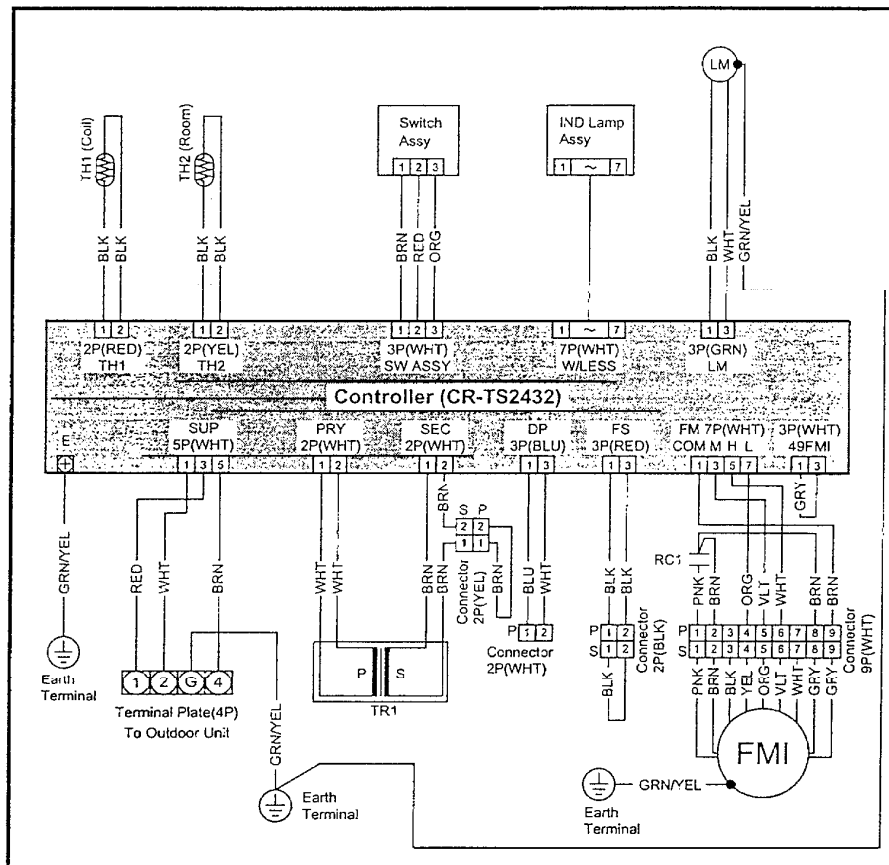 LM
TH1 (Coil)
TH2 (Room)
Switch
Assy
1 2 3
IND Lamp
Assy
1 ~ 7
BLK
BLK
BLK
BLK
BRN
RED
ORG
BLK
WHT
GRN/YEL
1 2
2P(RED)
TH1
1 2
2P(YEL)
TH2
1 2 3
3P(WHT)
SW ASSY
1 ~ 7
7P(WHT)
W/LESS
1 3
3P(GRN)
LM
Controller (CR-TS2432)
E
SUP
5P(WHT)
1 3 5
PRY
2P(WHT)
1 2
SEC
2P(WHT)
1 2
DP
3P(BLU)
1 3
FS
3P(RED)
1 3
FM 7P(WHT)
COM M H L
1 3 5 7
3P(WHT)
49FMI
1 3
GRY
GRN/YEL
RED
WHT
BRN
WHT
WHT
BRN
BRN
BRN
S P
2 2
1 1
Connector
2P(YEL)
BRN
BLU
WHT
P 1 2
Connector
2P(WHT)
BLK
BLK
P 1 2
S 1 2
Connector
2P(BLK)
BLK
RC1
PNK
BRN
ORG
VLT
WHT
BRN
BRN
P 1 2 3 4 5 6 7 8 9
S 1 2 3 4 5 6 7 8 9
Connector
9P(WHT)
PNK
BRN
BLK
YEL
ORG
VLT
WHT
GRY
GRY
FMI
Earth
Terminal
1 2 G 4
Terminal Plate(4P)
To Outdoor Unit
GRN/YEL
P S
TR1
Earth
Terminal
GRN/YEL
Earth
Terminal